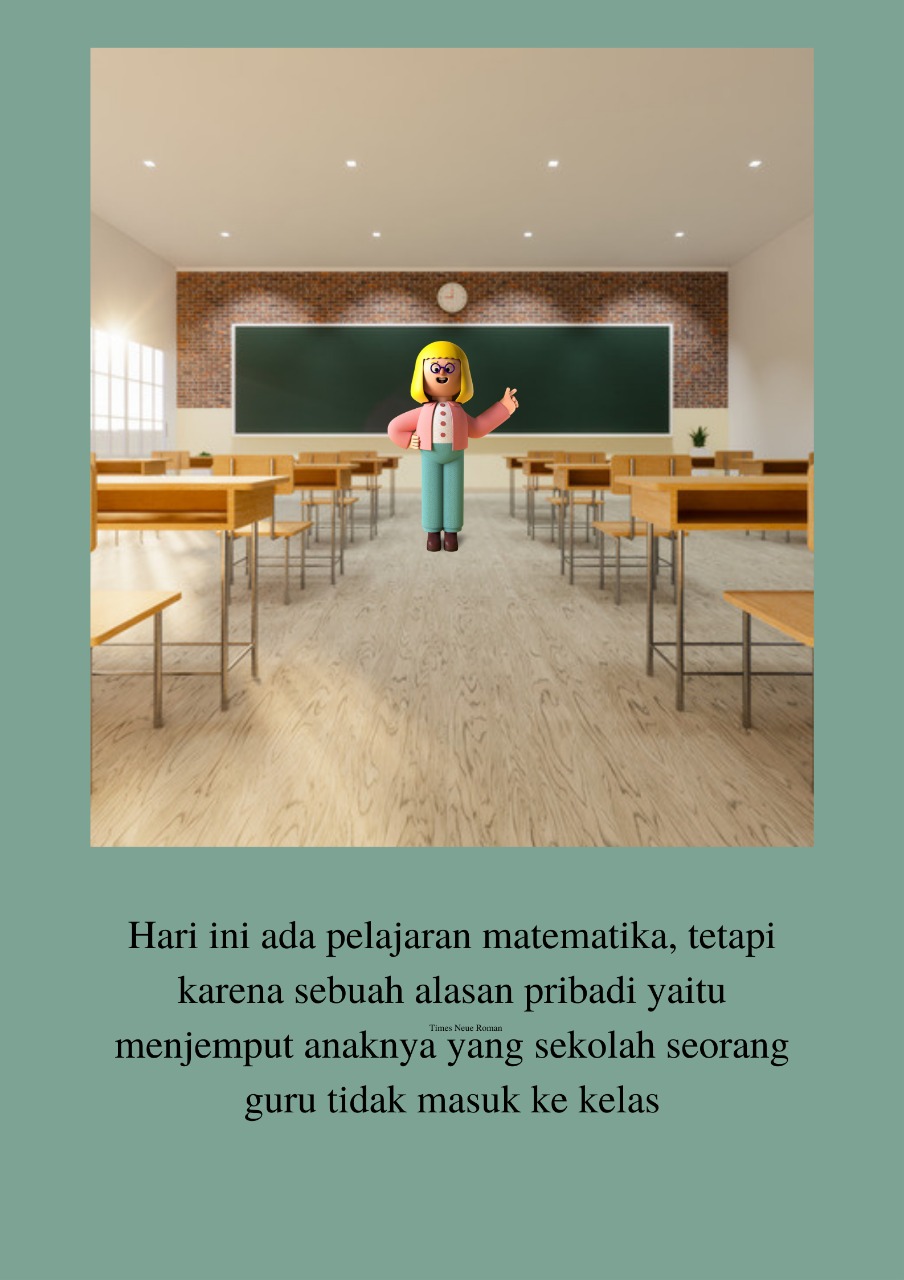 Hari ini ada pelajaran matematika, tetapi
karena sebuah alasan pribadi yaitu
Times Neue Roman
menjemput anaknya yang sekolah seorang
guru tidak masuk ke kelas